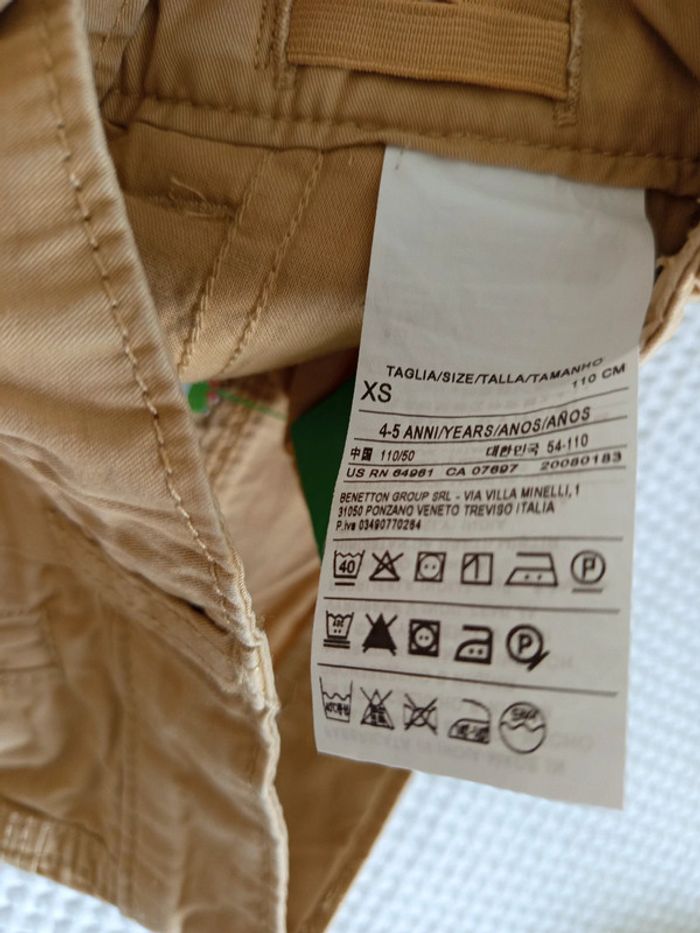 TAGLIA/SIZE/TALLA/TAMANHO
XS 110 CM
4-5 ANNI/YEARS/ANOS/AÑOS
中国 110/50 대한민국 54-110
US RN 64961 CA 07697 20080183
BENETTON GROUP SRL - VIA VILLA MINELLI, 1
31050 PONZANO VENETO TREVISO ITALIA
P.iva 03490770264
40 P
P